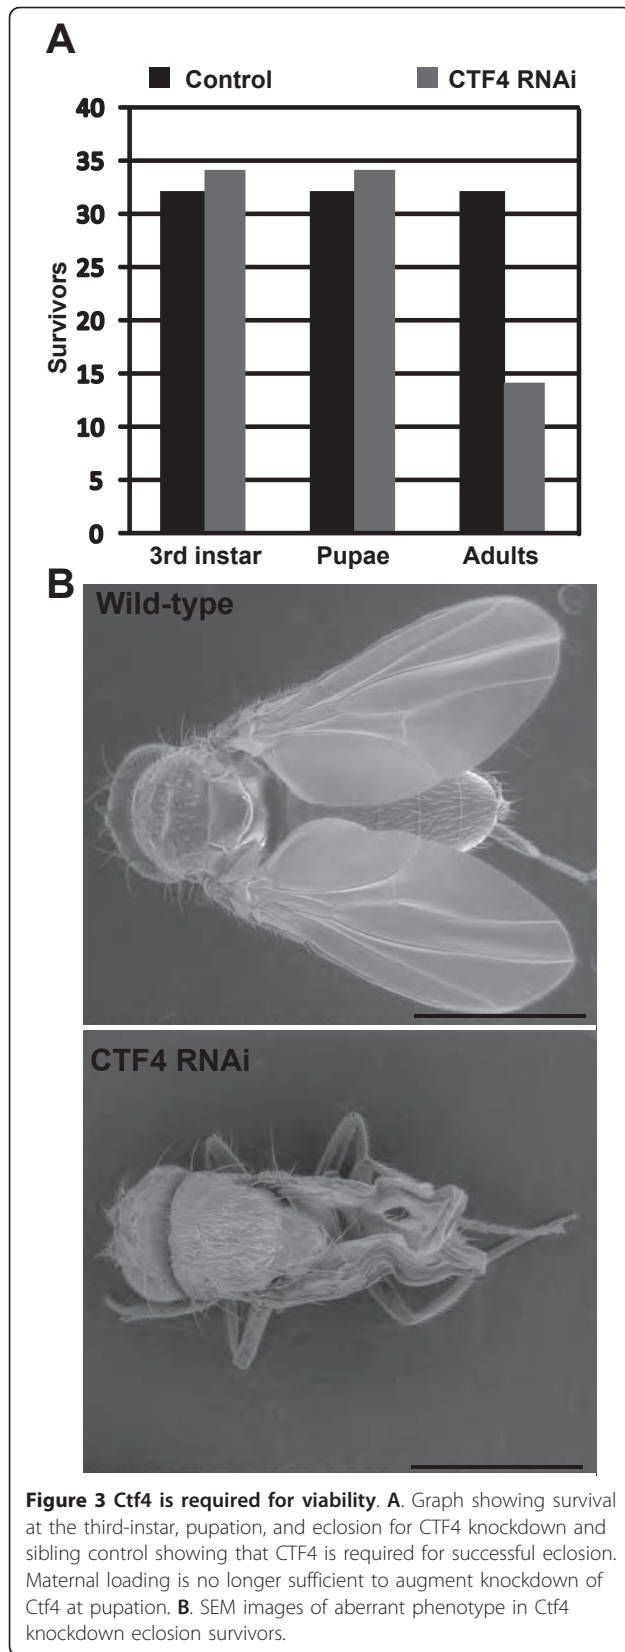 A
Control CTF4 RNAi
40
35
30
25
20
15
10
5
0
Survivors
3rd instar Pupae Adults
B
Wild-type
CTF4 RNAi
Figure 3 Ctf4 is required for viability. A. Graph showing survival
at the third-instar, pupation, and eclosion for CTF4 knockdown and
sibling control showing that CTF4 is required for successful eclosion.
Maternal loading is no longer sufficient to augment knockdown of
Ctf4 at pupation. B. SEM images of aberrant phenotype in Ctf4
knockdown eclosion survivors.